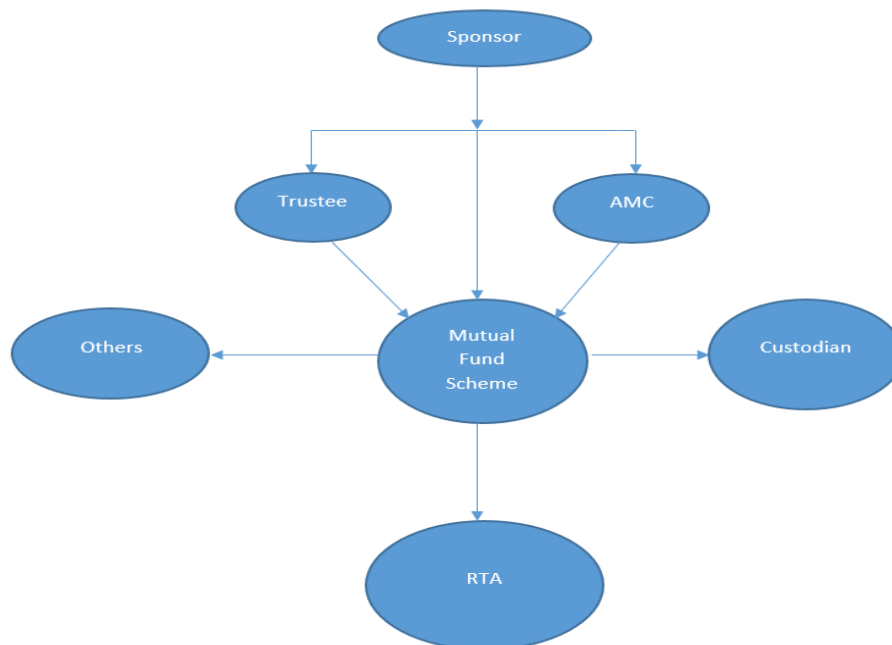 Sponsor
Trustee
AMC
Others
Mutual
Fund
Scheme
Custodian
RTA